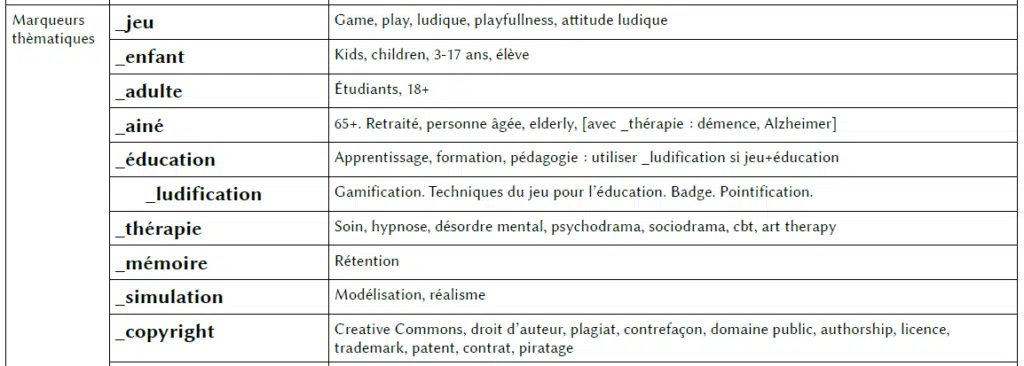 Marqueurs
thèmatiques
_jeu
Game, play, ludique, playfullness, attitude ludique
_enfant
Kids, children, 3-17 ans, élève
_adulte
Étudiants, 18+
_ainé
65+. Retraité, personne âgée, elderly, [avec _thérapie : démence, Alzheimer]
_éducation
Apprentissage, formation, pédagogie : utiliser _ludification si jeu+éducation
_ludification
Gamification. Techniques du jeu pour l'éducation. Badge. Pointification.
_thérapie
Soin, hypnose, désordre mental, psychodrama, sociodrama, cbt, art therapy
_mémoire
Rétention
_simulation
Modélisation, réalisme
_copyright
Creative Commons, droit d'auteur, plagiat, contrefaçon, domaine public, authorship, licence,
trademark, patent, contrat, piratage